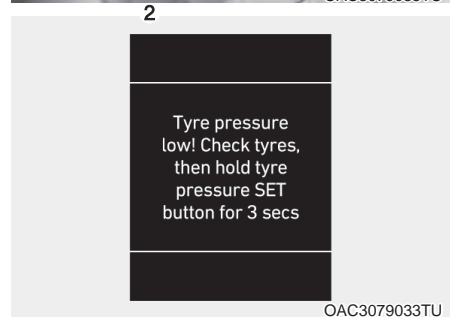 2
Tyre pressure
low! Check tyres,
then hold tyre
pressure SET
button for 3 secs
OAC3079033TU